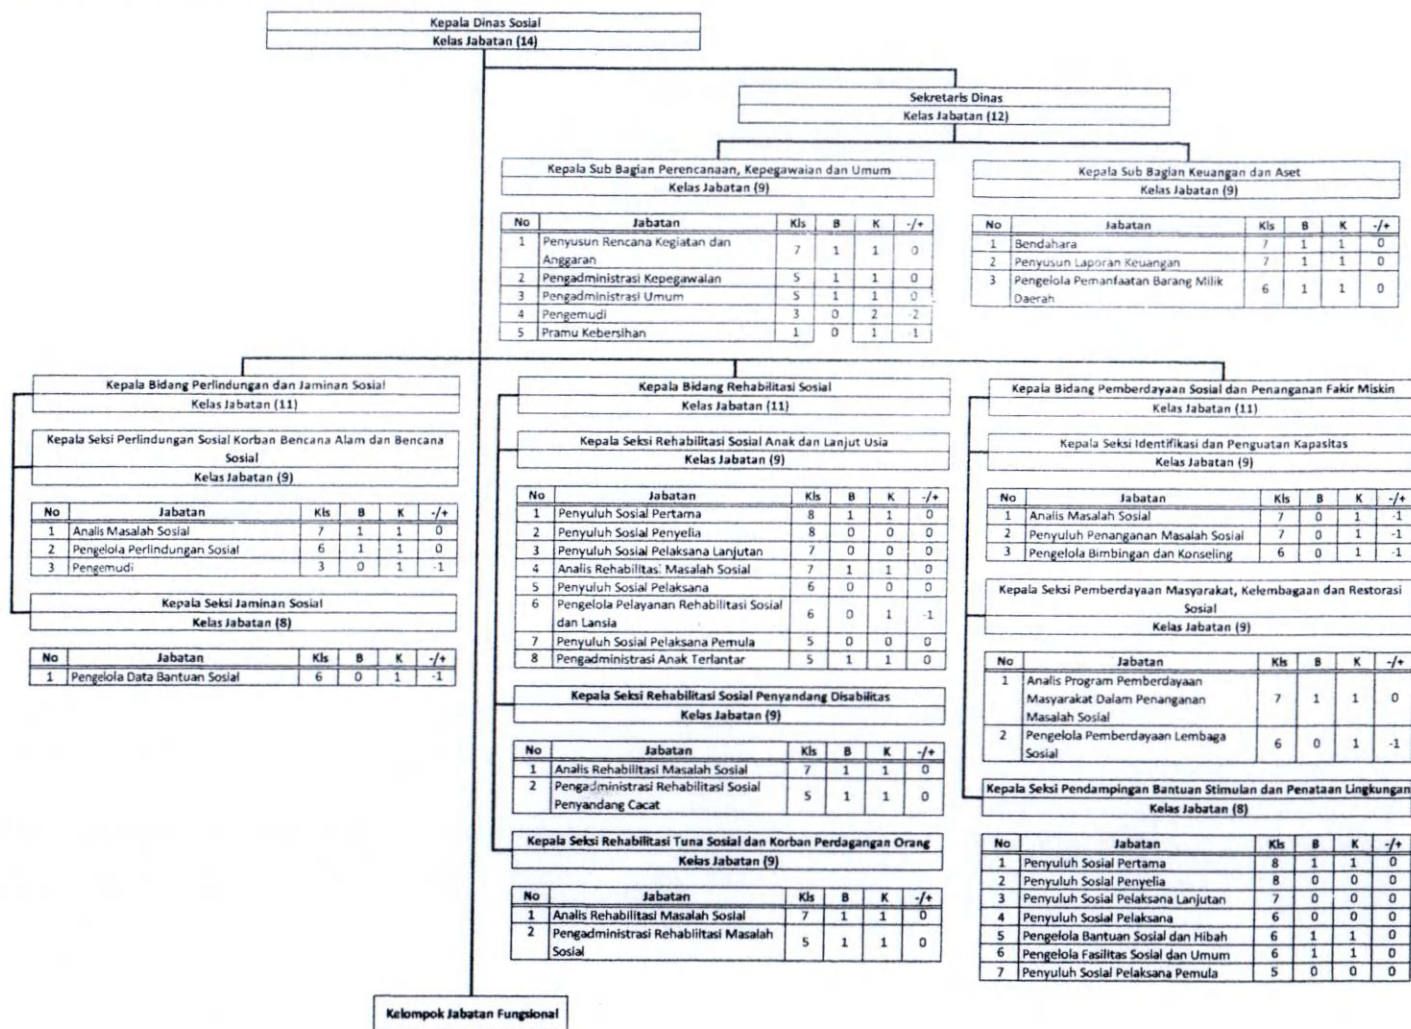 Kepala Dinas Sosial
Kelas Jabatan (14)
Sekretaris Dinas
Kelas Jabatan (12)
Kepala Sub Bagian Perencanaan, Kepegawaian dan Umum
Kelas Jabatan (9)
No Jabatan Kls B K -/+
1 Penyusun Rencana Kegiatan dan
Anggaran 7 1 1 0
2 Pengadministrasi Kepegawaian 5 1 1 0
3 Pengadministrasi Umum 5 1 1 0
4 Pengemudi 3 0 2 -2
5 Pramu Kebersihan 1 0 1 -1
Kepala Sub Bagian Keuangan dan Aset
Kelas Jabatan (9)
No Jabatan Kls B K -/+
1 Bendahara 7 1 1 0
2 Penyusun Laporan Keuangan 7 1 1 0
3 Pengelola Pemanfaatan Barang Milik
Daerah 6 1 1 0
Kepala Bidang Perlindungan dan Jaminan Sosial
Kelas Jabatan (11)
Kepala Seksi Perlindungan Sosial Korban Bencana Alam dan Bencana
Sosial
Kelas Jabatan (9)
No Jabatan Kls B K -/+
1 Analis Masalah Sosial 7 1 1 0
2 Pengelola Perlindungan Sosial 6 1 1 0
3 Pengemudi 3 0 1 -1
Kepala Seksi Jaminan Sosial
Kelas Jabatan (8)
No Jabatan Kls B K -/+
1 Pengelola Data Bantuan Sosial 6 0 1 -1
Kepala Bidang Rehabilitasi Sosial
Kelas Jabatan (11)
Kepala Seksi Rehabilitasi Sosial Anak dan Lanjut Usia
Kelas Jabatan (9)
No Jabatan Kls B K -/+
1 Penyuluh Sosial Pertama 8 1 1 0
2 Penyuluh Sosial Penyelia 8 0 0 0
3 Penyuluh Sosial Pelaksana Lanjutan 7 0 0 0
4 Analis Rehabilitasi Masalah Sosial 7 1 1 0
5 Penyuluh Sosial Pelaksana 6 0 0 0
6 Pengelola Pelayanan Rehabilitasi Sosial
dan Lansia 6 0 1 -1
7 Penyuluh Sosial Pelaksana Pemula 5 0 0 0
8 Pengadministrasi Anak Terlantar 5 1 1 0
Kepala Seksi Rehabilitasi Sosial Penyandang Disabilitas
Kelas Jabatan (9)
No Jabatan Kls B K -/+
1 Analis Rehabilitasi Masalah Sosial 7 1 1 0
2 Pengadministrasi Rehabilitasi Sosial
Penyandang Cacat 5 1 1 0
Kepala Seksi Rehabilitasi Tuna Sosial dan Korban Perdagangan Orang
Kelas Jabatan (9)
No Jabatan Kls B K -/+
1 Analis Rehabilitasi Masalah Sosial 7 1 1 0
2 Pengadministrasi Rehabliltasi Masalah
Sosial 5 1 1 0
Kepala Bidang Pemberdayaan Sosial dan Penanganan Fakir Miskin
Kelas Jabatan (11)
Kepala Seksi Identifikasi dan Penguatan Kapasitas
Kelas Jabatan (9)
No Jabatan Kls B K -/+
1 Analis Masalah Sosial 7 0 1 -1
2 Penyuluh Penanganan Masalah Sosial 7 0 1 -1
3 Pengelola Bimbingan dan Konseling 6 0 1 -1
Kepala Seksi Pemberdayaan Masyarakat, Kelembagaan dan Restorasi
Sosial
Kelas Jabatan (9)
No Jabatan Kls B K -/+
1 Analis Program Pemberdayaan
Masyarakat Dalam Penanganan 7 1 1 0
Masalah Sosial
2 Pengelola Pemberdayaan Lembaga
Sosial 6 0 1 -1
Kepala Seksi Pendampingan Bantuan Stimulan dan Penataan Lingkungan
Kelas Jabatan (8)
No Jabatan Kls B K -/+
1 Penyuluh Sosial Pertama 8 1 1 0
2 Penyuluh Sosial Penyelia 8 0 0 0
3 Penyuluh Sosial Pelaksana Lanjutan 7 0 0 0
4 Penyuluh Sosial Pelaksana 6 0 0 0
5 Pengelola Bantuan Sosial dan Hibah 6 1 1 0
6 Pengelola Fasilitas Sosial dan Umum 6 1 1 0
7 Penyuluh Sosial Pelaksana Pemula 5 0 0 0
Kelompok Jabatan Fungsional